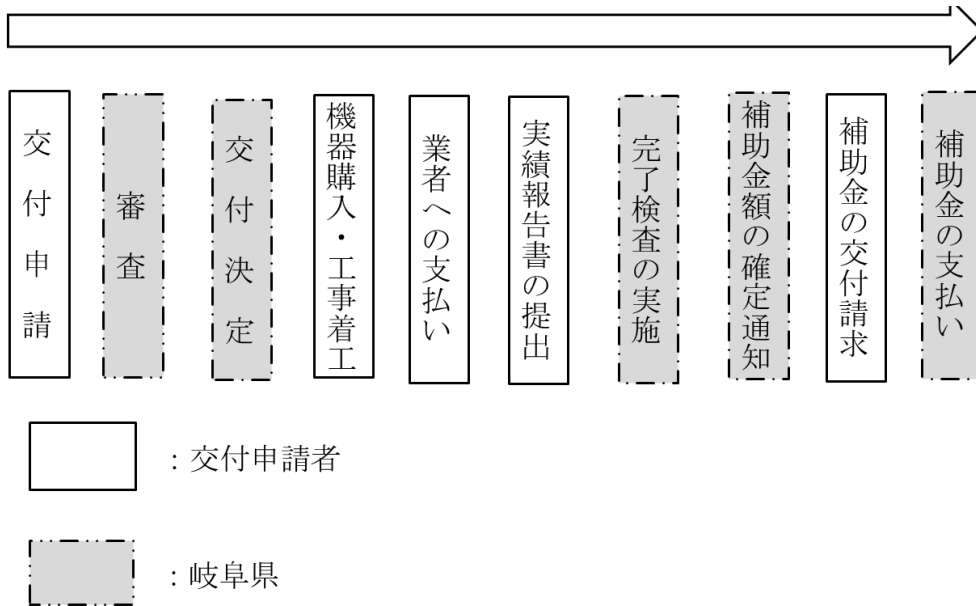 交付申請
審査
交付決定
機器購入・工事着工
業者への支払い
実績報告書の提出
完了検査の実施
補助金額の確定通知
補助金の交付請求
補助金の支払い
：交付申請者
：岐阜県